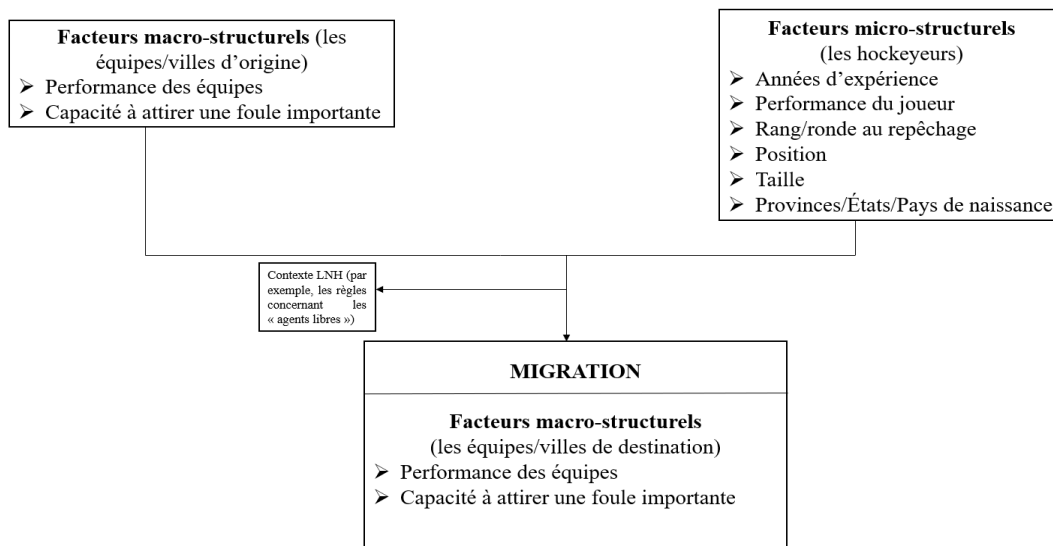 Facteurs macro-structurels (les
équipes/villes d’origine)
➢ Performance des équipes
➢ Capacité à attirer une foule importante
Facteurs micro-structurels
(les hockeyeurs)
➢ Années d’expérience
➢ Performance du joueur
➢ Rang/ronde au repêchage
➢ Position
➢ Taille
➢ Provinces/États/Pays de naissance
Contexte LNH (par
exemple, les règles
concernant les
« agents libres »)
MIGRATION
Facteurs macro-structurels
(les équipes/villes de destination)
➢ Performance des équipes
➢ Capacité à attirer une foule importante